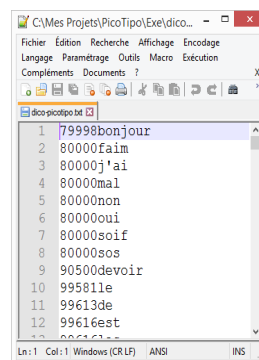 C:\Mes Projets\PicoTipo\Exe\dico...
Fichier Édition Recherche Affichage Encodage
Langage Paramétrage Outils Macro Exécution
Compléments Documents ? X
dico-picotipo.txt
1 79998bonjour
2 80000faim
3 80000j'ai
4 80000mal
5 80000non
6 80000oui
7 80000soif
8 80000sos
9 90500devoir
10 99581le
11 99613de
12 99616est
Ln : 1 Col : 1 Windows (CR LF) ANSI INS